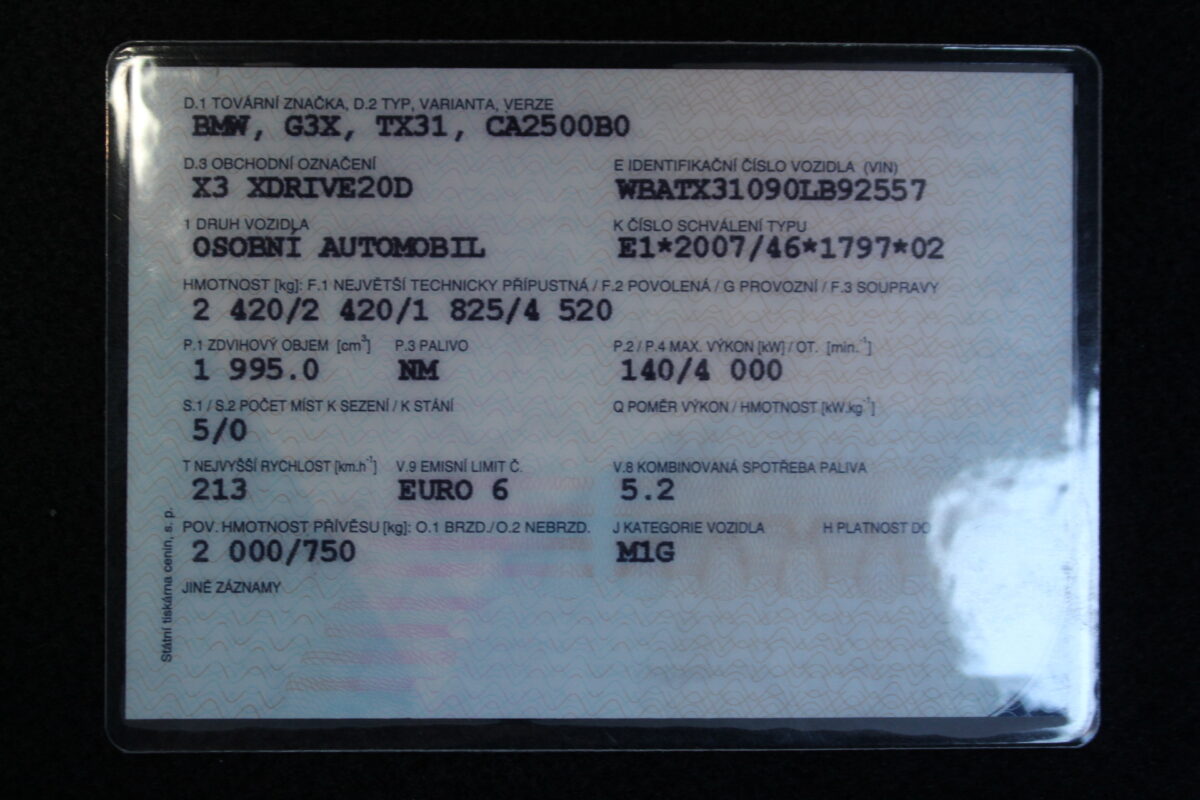 D.1 TOVÁRNÍ ZNAČKA, D.2 TYP, VARIANTA, VERZE
BMW, G3X, TX31, CA2500B0
D.3 OBCHODNÍ OZNAČENÍ E IDENTIFIKAČNÍ ČÍSLO VOZIDLA (VIN)
X3 XDRIVE20D WBATX31090LB92557
1 DRUH VOZIDLA K ČÍSLO SCHVÁLENÍ TYPU
OSOBNÍ AUTOMOBIL E1*2007/46*1797*02
HMOTNOST [kg]: F.1 NEJVĚTŠÍ TECHNICKY PŘÍPUSTNÁ / F.2 POVOLENÁ / G PROVOZNÍ / F.3 SOUPRAVY
2 420/2 420/1 825/4 520
P.1 ZDVIHOVÝ OBJEM [cm³] P.3 PALIVO P.2 / P.4 MAX. VÝKON [kW] / OT. [min.⁻¹]
1 995.0 NM 140/4 000
S.1 / S.2 POČET MÍST K SEZENÍ / K STÁNÍ Q POMĚR VÝKON / HMOTNOST [kW.kg⁻¹]
5/0
T NEJVYŠŠÍ RYCHLOST [km.h⁻¹] V.9 EMISNÍ LIMIT Č. V.8 KOMBINOVANÁ SPOTŘEBA PALIVA
213 EURO 6 5.2
POV. HMOTNOST PŘÍVĚSU [kg]: O.1 BRZD./O.2 NEBRZD. J KATEGORIE VOZIDLA H PLATNOST DO
2 000/750 M1G
JINÉ ZÁZNAMY
Státní tiskárna cenin, s. p.